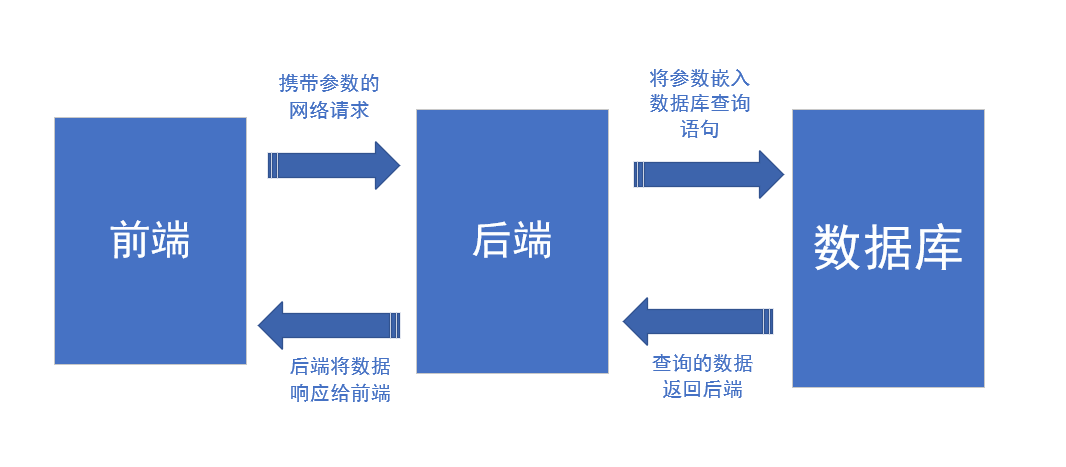 携带参数的
网络请求
将参数嵌入
数据库查询
语句
前端
后端
数据库
后端将数据
响应给前端
查询的数据
返回后端